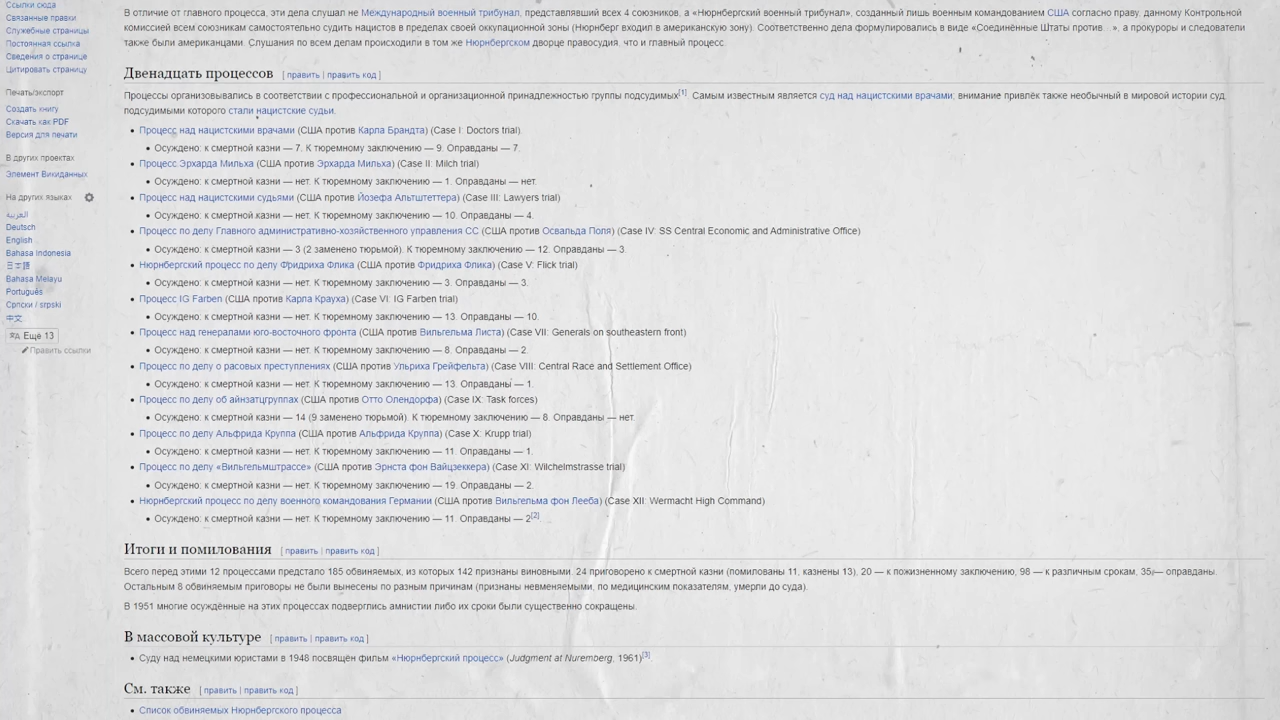 Ссылки сюда
Связанные правки
Служебные страницы
Постоянная ссылка
Сведения о странице
Цитировать страницу
Печать/экспорт
Создать книгу
Скачать как PDF
Версия для печати
В других проектах
Элемент Викиданных
На других языках
العربية
Deutsch
English
Bahasa Indonesia
日本語
Bahasa Melayu
Português
Српски / srpski
中文
Ещё 13
Править ссылки
В отличие от главного процесса, эти дела слушал не Международный военный трибунал, представлявший всех 4 союзников, а «Нюрнбергский военный трибунал», созданный лишь военным командованием США согласно праву, данному Контрольной
комиссией всем союзникам самостоятельно судить нацистов в пределах своей оккупационной зоны (Нюрнберг входил в американскую зону). Соответственно дела формулировались в виде «Соединённые Штаты против…», а прокуроры и следователи
также были американцами. Слушания по всем делам происходили в том же Нюрнбергском дворце правосудия, что и главный процесс.
Двенадцать процессов [ править | править код ]
Процессы организовывались в соответствии с профессиональной и организационной принадлежностью группы подсудимых[1]. Самым известным является суд над нацистскими врачами; внимание привлёк также необычный в мировой истории суд,
подсудимыми которого стали нацистские судьи.
• Процесс над нацистскими врачами (США против Карла Брандта) (Case I: Doctors trial).
• Осуждено: к смертной казни — 7. К тюремному заключению — 9. Оправданы — 7.
• Процесс Эрхарда Мильха (США против Эрхарда Мильха) (Case II: Milch trial)
• Осуждено: к смертной казни — нет. К тюремному заключению — 1. Оправданы — нет.
• Процесс над нацистскими судьями (США против Йозефа Альтштеттера) (Case III: Lawyers trial)
• Осуждено: к смертной казни — нет. К тюремному заключению — 10. Оправданы — 4.
• Процесс по делу Главного административно-хозяйственного управления СС (США против Освальда Поля) (Case IV: SS Central Economic and Administrative Office)
• Осуждено: к смертной казни — 3 (2 заменено тюрьмой). К тюремному заключению — 12. Оправданы — 3.
• Нюрнбергский процесс по делу Фридриха Флика (США против Фридриха Флика) (Case V: Flick trial)
• Осуждено: к смертной казни — нет. К тюремному заключению — 3. Оправданы — 3.
• Процесс IG Farben (США против Карла Крауха) (Case VI: IG Farben trial)
• Осуждено: к смертной казни — нет. К тюремному заключению — 13. Оправданы — 10.
• Процесс над генералами юго-восточного фронта (США против Вильгельма Листа) (Case VII: Generals on southeastern front)
• Осуждено: к смертной казни — нет. К тюремному заключению — 8. Оправданы — 2.
• Процесс по делу о расовых преступлениях (США против Ульриха Грейфельта) (Case VIII: Central Race and Settlement Office)
• Осуждено: к смертной казни — нет. К тюремному заключению — 13. Оправданы — 1.
• Процесс по делу об айнзатцгруппах (США против Отто Олендорфа) (Case IX: Task forces)
• Осуждено: к смертной казни — 14 (9 заменено тюрьмой). К тюремному заключению — 8. Оправданы — нет.
• Процесс по делу Альфрида Круппа (США против Альфрида Круппа) (Case X: Krupp trial)
• Осуждено: к смертной казни — нет. К тюремному заключению — 11. Оправданы — 1.
• Процесс по делу «Вильгельмштрассе» (США против Эрнста фон Вайцзеккера) (Case XI: Wilchelmstrasse trial)
• Осуждено: к смертной казни — нет. К тюремному заключению — 19. Оправданы — 2.
• Нюрнбергский процесс по делу военного командования Германии (США против Вильгельма фон Лееба) (Case XII: Wermacht High Command)
• Осуждено: к смертной казни — нет. К тюремному заключению — 11. Оправданы — 2[2]
Итоги и помилования [ править | править код ]
Всего перед этими 12 процессами предстало 185 обвиняемых, из которых 142 признаны виновными. 24 приговорено к смертной казни (помилованы 11, казнены 13), 20 — к пожизненному заключению, 98 — к различным срокам, 35 — оправданы.
Остальным 8 обвиняемым приговоры не были вынесены по разным причинам (признаны невменяемыми, по медицинским показателям, умерли до суда).
В 1951 многие осуждённые на этих процессах подверглись амнистии либо их сроки были существенно сокращены.
В массовой культуре [ править | править код ]
• Суду над немецкими юристами в 1948 посвящён фильм «Нюрнбергский процесс» (Judgment at Nuremberg, 1961)[3]
См. также [ править | править код ]
• Список обвиняемых Нюрнбергского процесса